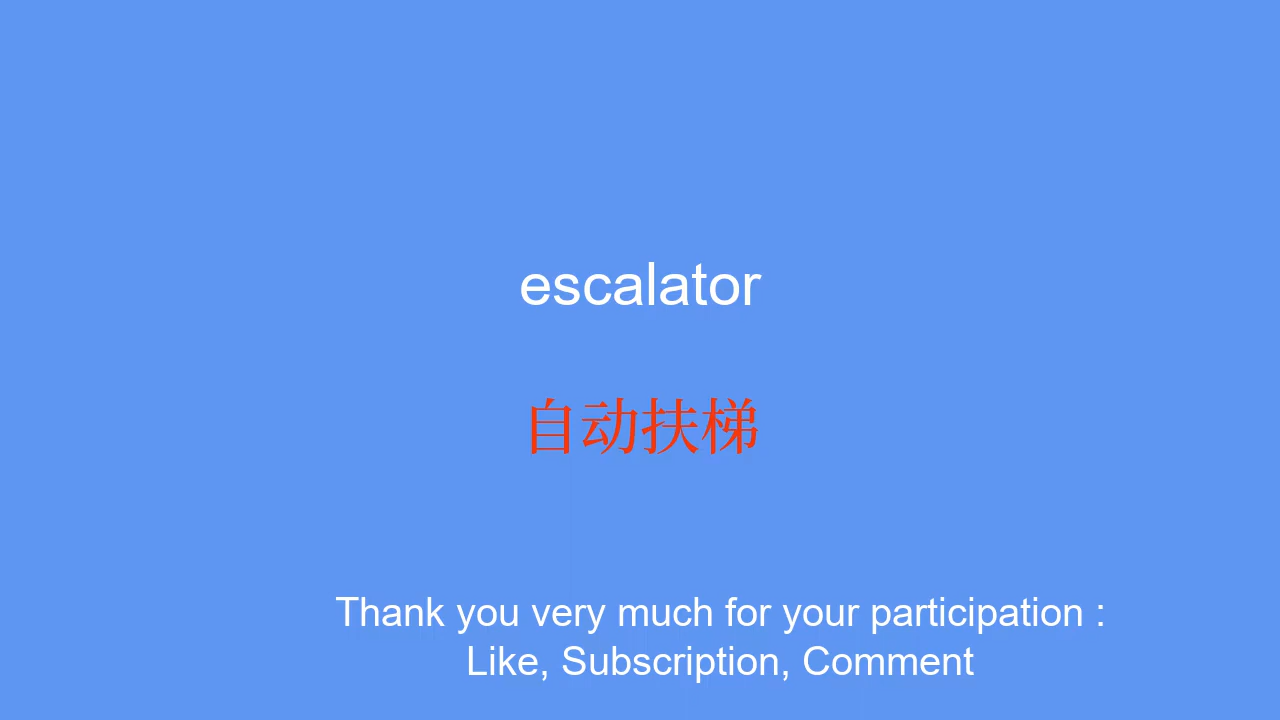 escalator
自动扶梯
Thank you very much for your participation :
Like, Subscription, Comment